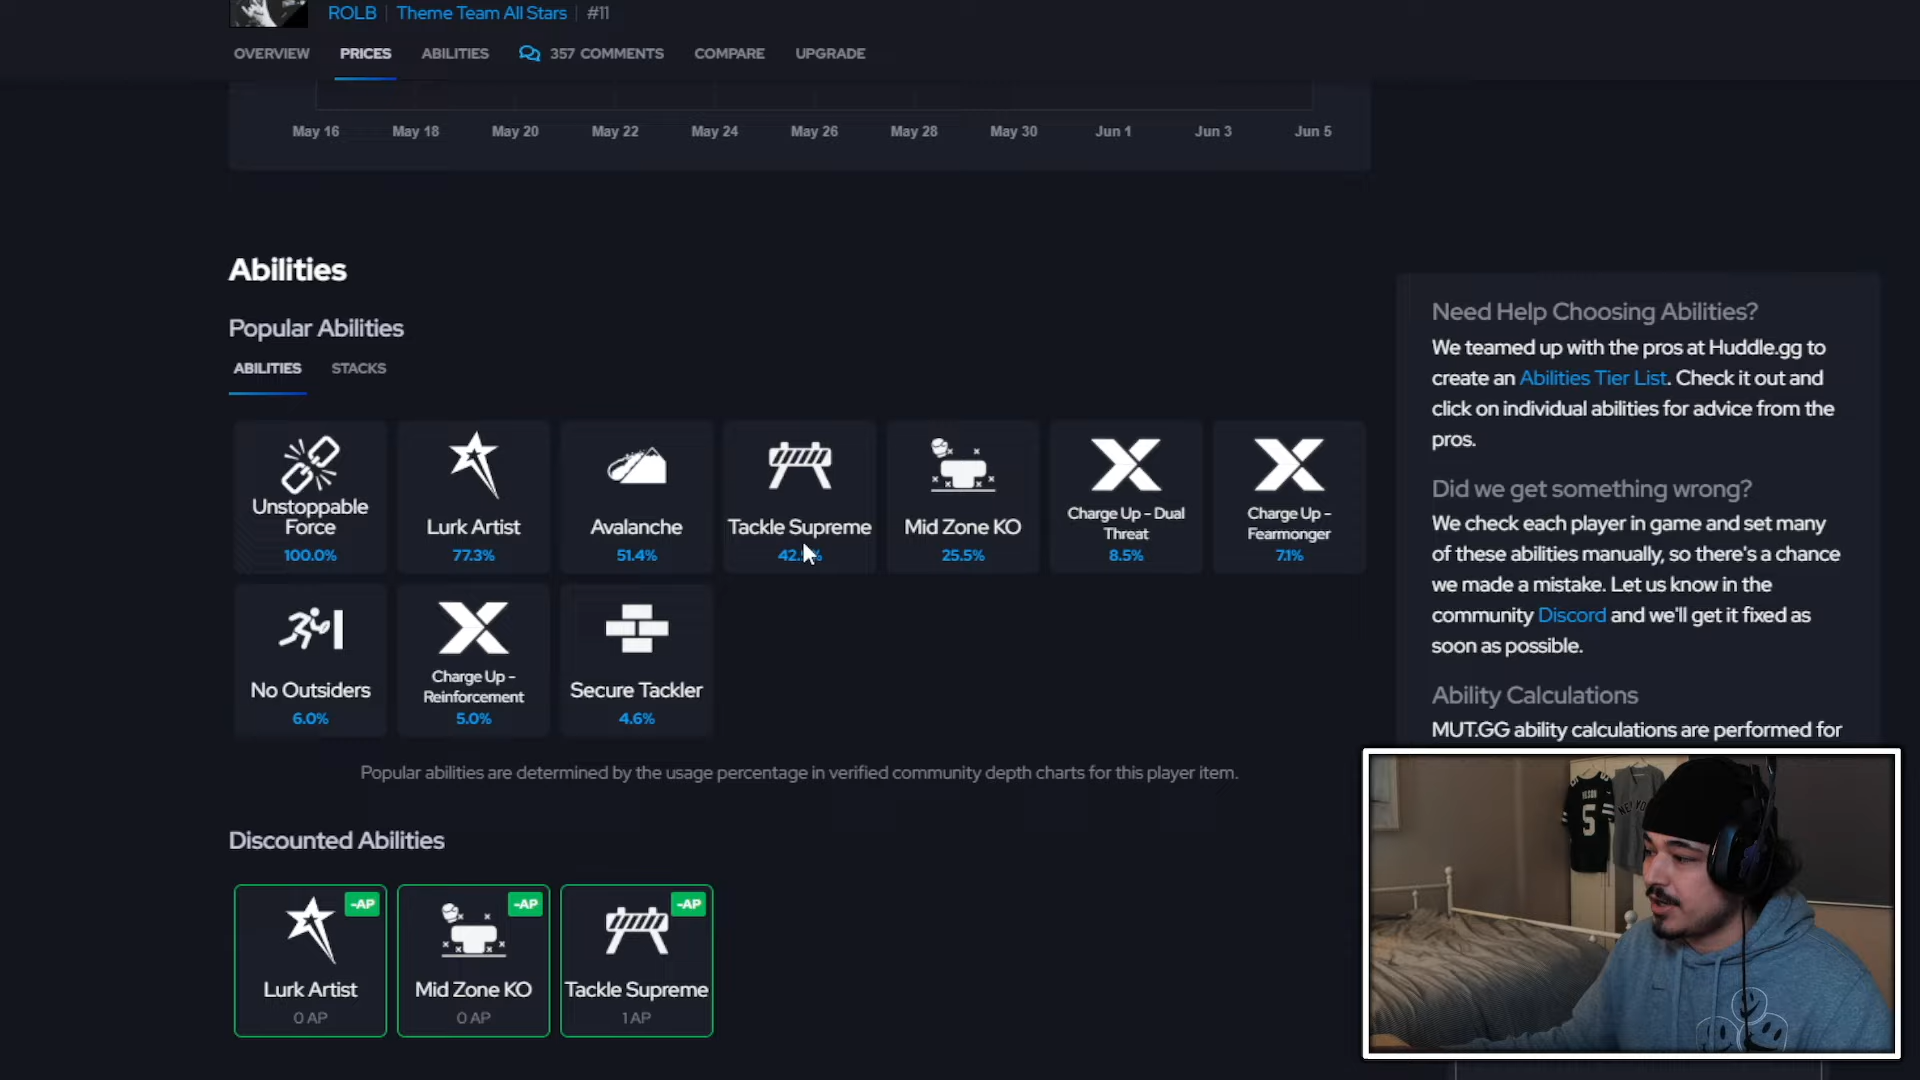 ROLB | Theme Team All Stars | #11
OVERVIEW PRICES ABILITIES 357 COMMENTS COMPARE UPGRADE
May 16 May 18 May 20 May 22 May 24 May 26 May 28 May 30 Jun 1 Jun 3 Jun 5
Abilities
Popular Abilities
ABILITIES STACKS
Unstoppable
Force
100.0%
Lurk Artist
77.3%
Avalanche
51.4%
Tackle Supreme
Mid Zone KO
25.5%
Charge Up - Dual
Threat
8.5%
Charge Up -
Fearmonger
7.1%
No Outsiders
6.0%
Charge Up -
Reinforcement
5.0%
Secure Tackler
4.6%
Popular abilities are determined by the usage percentage in verified community depth charts for this player item.
Discounted Abilities
-AP
Lurk Artist
0 AP
-AP
Mid Zone KO
0 AP
-AP
Tackle Supreme
1 AP
Need Help Choosing Abilities?
We teamed up with the pros at Huddle.gg to
create an Abilities Tier List. Check it out and
click on individual abilities for advice from the
pros.
Did we get something wrong?
We check each player in game and set many
of these abilities manually, so there's a chance
we made a mistake. Let us know in the
community Discord and we'll get it fixed as
soon as possible.
Ability Calculations
MUT.GG ability calculations are performed for
5